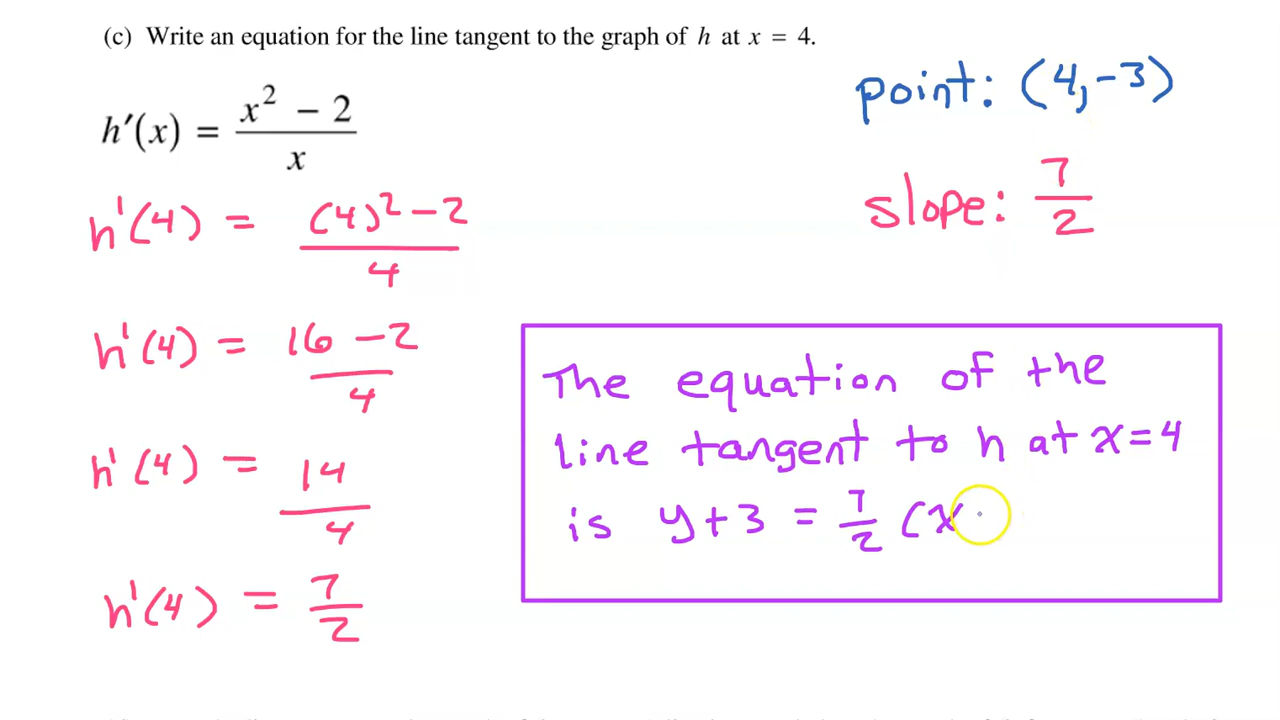 (c) Write an equation for the line tangent to the graph of h at x = 4.
point: (4, -3)
h'(x) = (x² - 2)/x
slope: 7/2
h'(4) = ((4)² - 2)/4
h'(4) = (16 - 2)/4
h'(4) = 14/4
h'(4) = 7/2
The equation of the
line tangent to h at x = 4
is y + 3 = 7/2 (x